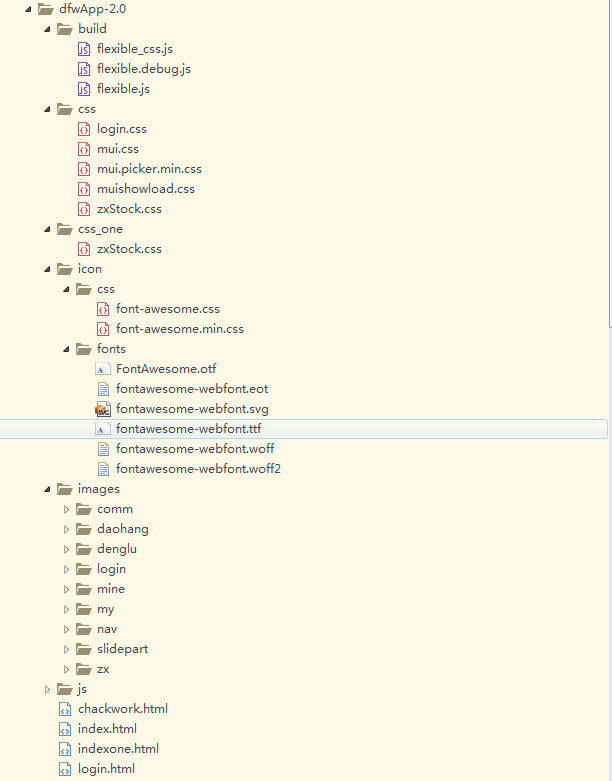 dfwApp-2.0
build
flexible_css.js
flexible.debug.js
flexible.js
css
login.css
mui.css
mui.picker.min.css
muishowload.css
zxStock.css
css_one
zxStock.css
icon
css
font-awesome.css
font-awesome.min.css
fonts
FontAwesome.otf
fontawesome-webfont.eot
fontawesome-webfont.svg
fontawesome-webfont.ttf
fontawesome-webfont.woff
fontawesome-webfont.woff2
images
comm
daohang
denglu
login
mine
my
nav
slidepart
zx
js
chackwork.html
index.html
indexone.html
login.html